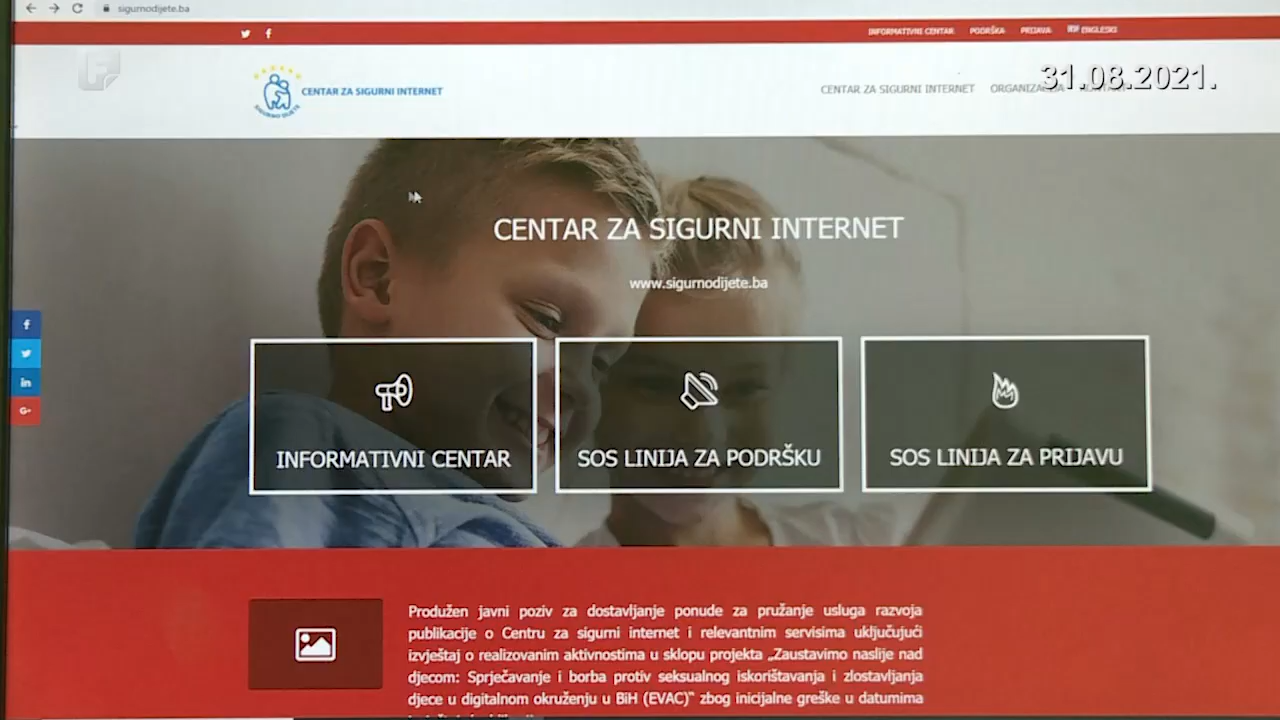 sigurnodijete.ba
INFORMATIVNI CENTAR PODRŠKA PRIJAVA ENGLESKI
31.08.2021.
CENTAR ZA SIGURNI INTERNET
CENTAR ZA SIGURNI INTERNET
SIGURNO DIJETE
CENTAR ZA SIGURNI INTERNET
www.sigurnodijete.ba
INFORMATIVNI CENTAR
SOS LINIJA ZA PODRŠKU
SOS LINIJA ZA PRIJAVU
Produžen javni poziv za dostavljanje ponude za pružanje usluga razvoja
publikacije o Centru za sigurni internet i relevantnim servisima uključujući
izvještaj o realizovanim aktivnostima u sklopu projekta „Zaustavimo naslije nad
djecom: Sprječavanje i borba protiv seksualnog iskorištavanja i zlostavljanja
djece u digitalnom okruženju u BiH (EVAC)“ zbog inicijalne greške u datumima